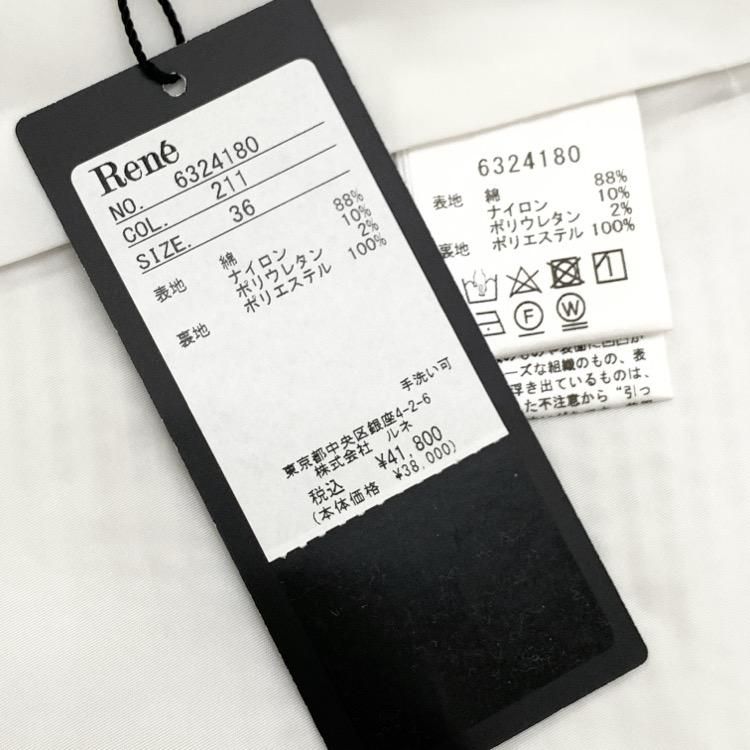 René
NO. 6324180
COL. 211
SIZE. 36
表地 綿 88%
ナイロン 10%
ポリウレタン 2%
裏地 ポリエステル 100%
手洗い可
東京都中央区銀座4-2-6
株式会社 ルネ
税込 ¥41,800
(本体価格 ¥38,000)
6324180
表地 綿 88%
ナイロン 10%
ポリウレタン 2%
裏地 ポリエステル 100%
F W
ーズな組織のもの、表
浮き出ているものは、
た不注意から“引っ